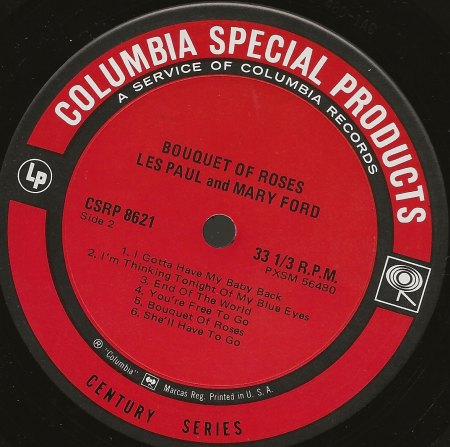 COLUMBIA SPECIAL PRODUCTS
A SERVICE OF COLUMBIA RECORDS
Lp
BOUQUET OF ROSES
LES PAUL and MARY FORD
CSRP 8621
Side 2
33 1/3 R.P.M.
PXSM 56490
1. I Gotta Have My Baby Back
2. I'm Thinking Tonight Of My Blue Eyes
3. End Of The World
4. You're Free To Go
5. Bouquet Of Roses
6. She'll Have To Go
® "Columbia" Marcas Reg. Printed in U. S. A.
CENTURY SERIES